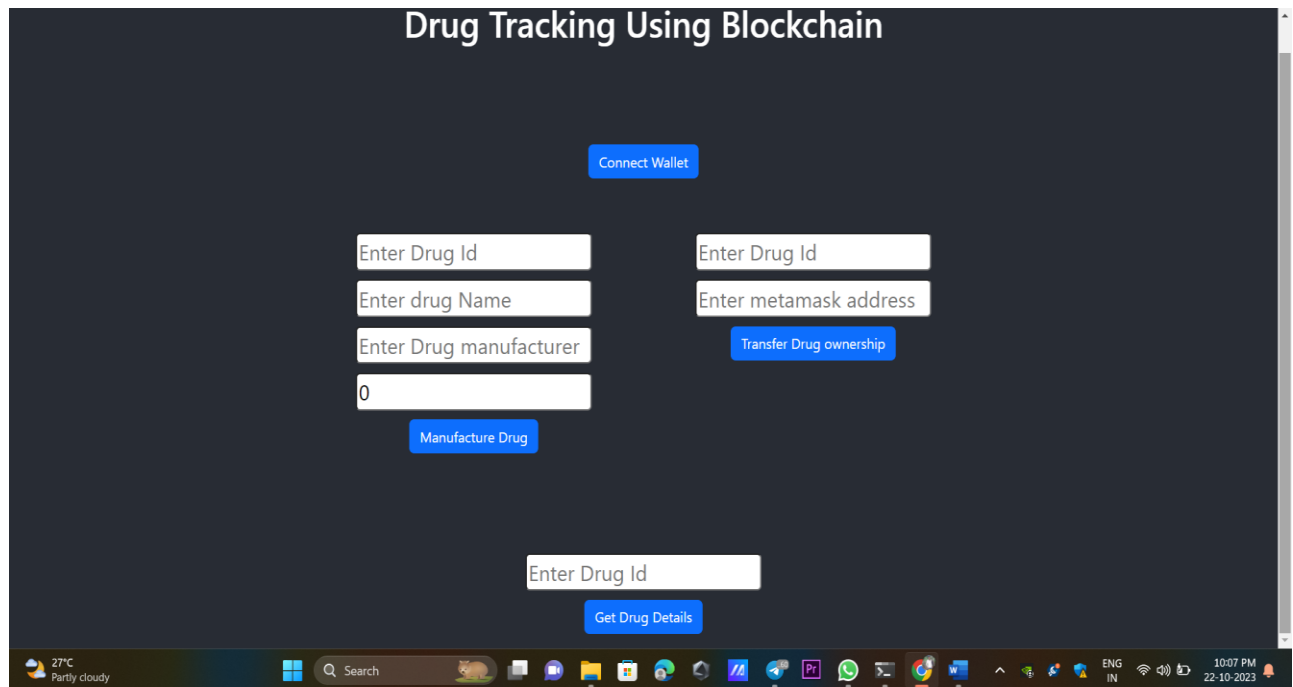 Drug Tracking Using Blockchain
Connect Wallet
Enter Drug Id
Enter drug Name
Enter Drug manufacturer
0
Manufacture Drug
Enter Drug Id
Enter metamask address
Transfer Drug ownership
Enter Drug Id
Get Drug Details
27°C
Partly cloudy
Search
Pr
ENG
IN
10:07 PM
22-10-2023